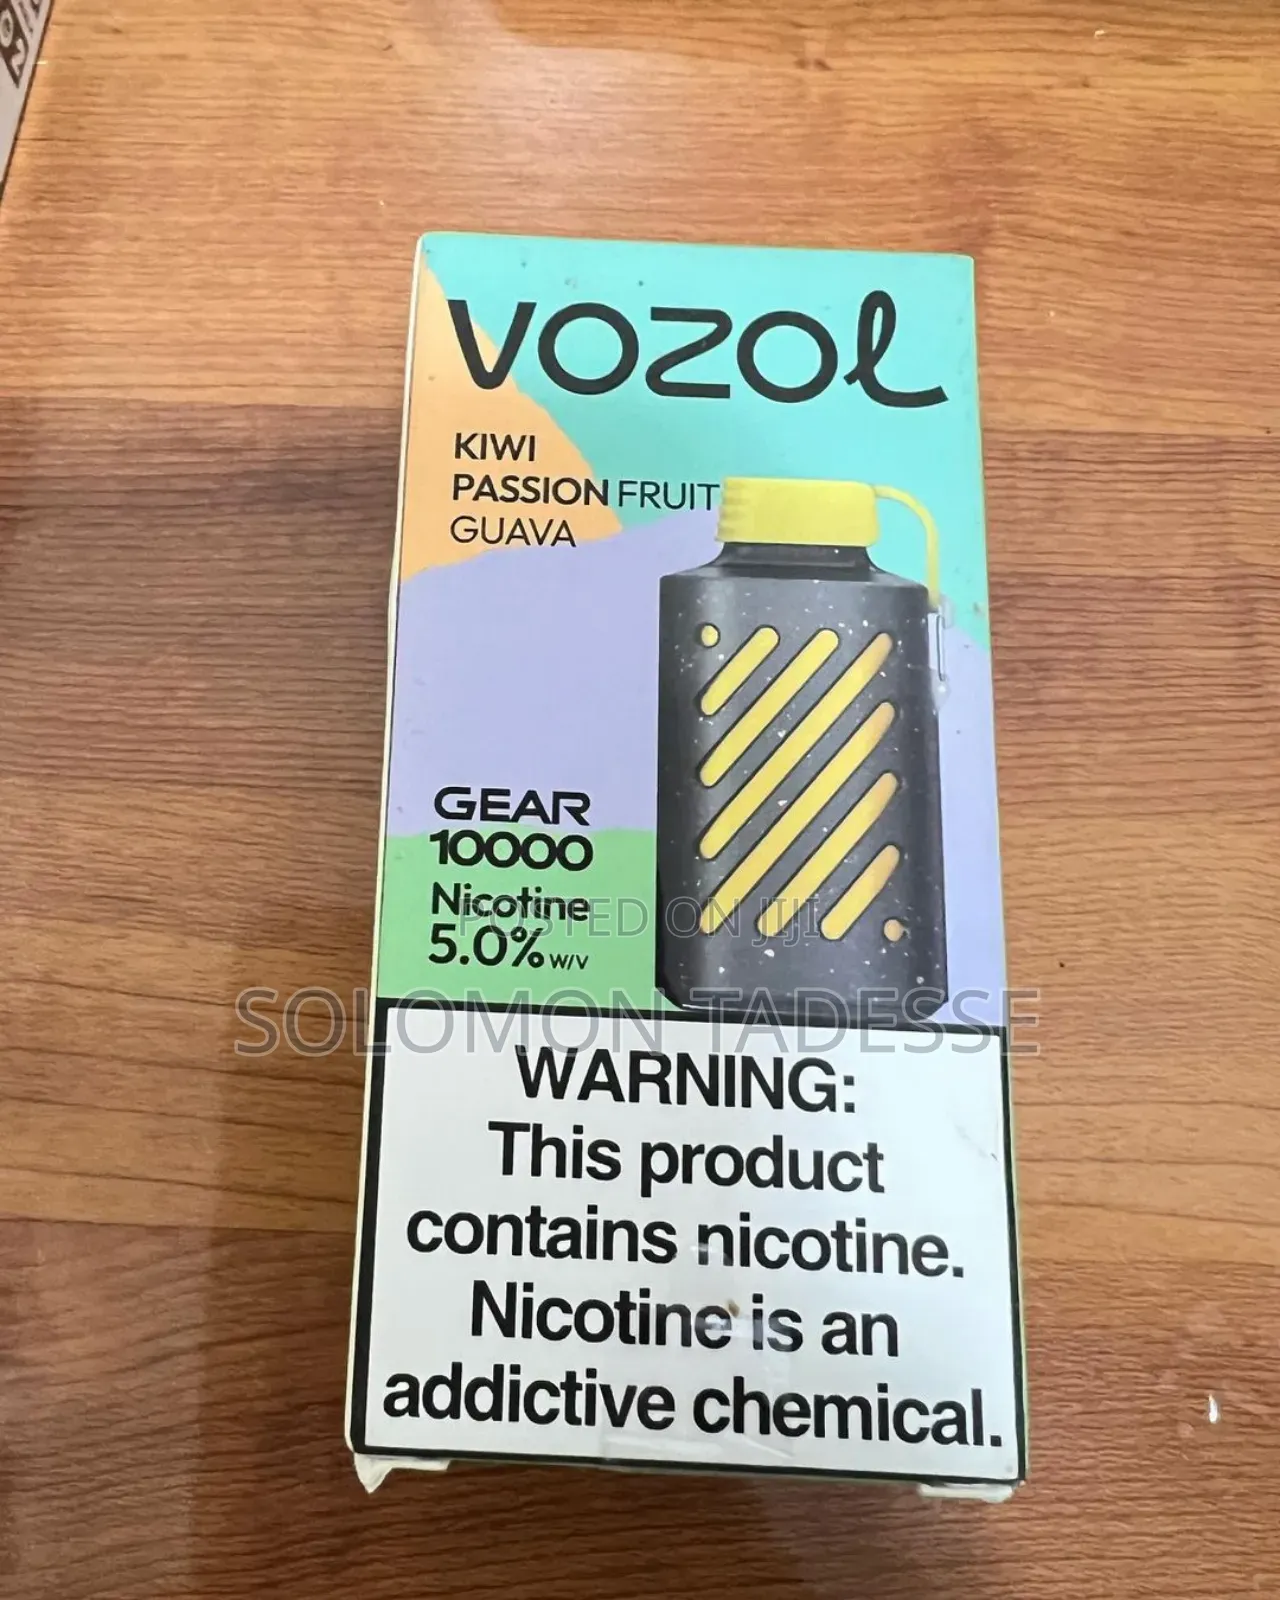 VOZOL
KIWI
PASSION FRUIT
GUAVA
GEAR
10000
Nicotine
5.0% W/V
POSTED ON JIJI
SOLOMON TADESSE
WARNING:
This product
contains nicotine.
Nicotine is an
addictive chemical.